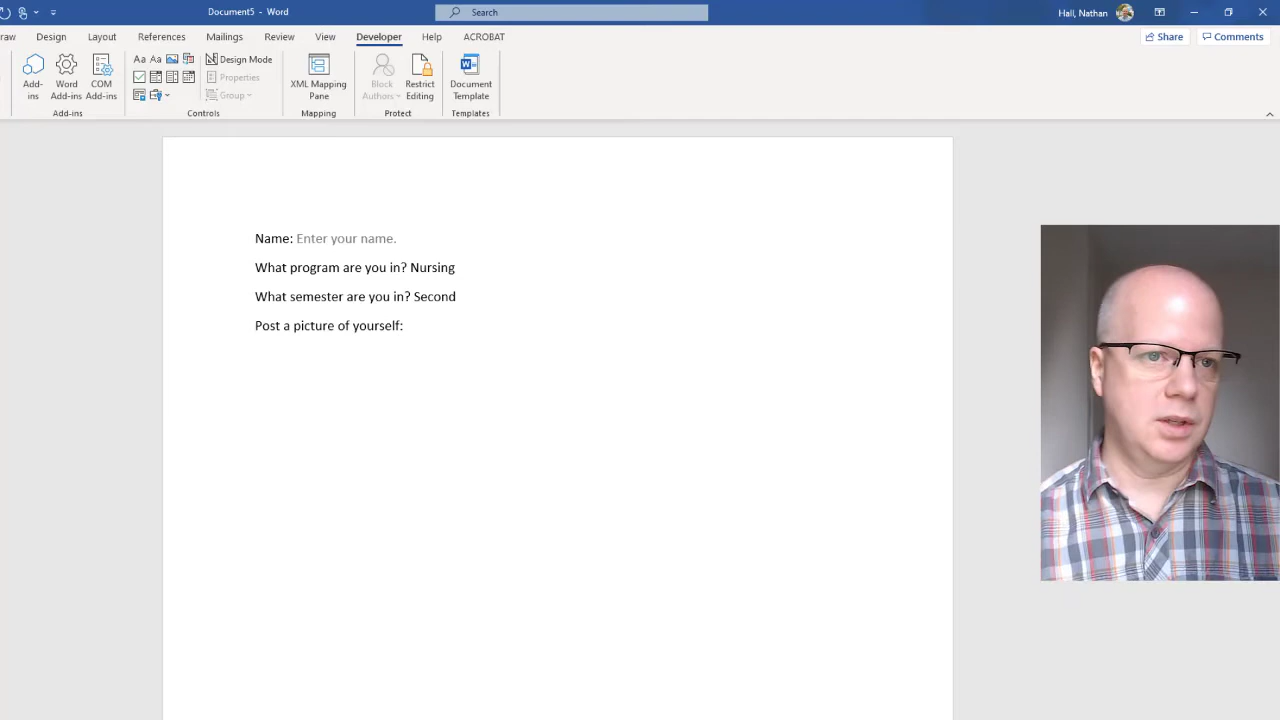 Document5 - Word
Search
Hall, Nathan
raw Design Layout References Mailings Review View Developer Help ACROBAT
Share Comments
Add-ins
Word Add-ins
COM Add-ins
Aa Aa
Design Mode
Properties
Group
XML Mapping Pane
Block Authors
Restrict Editing
Document Template
Add-ins Controls Mapping Protect Templates
Name: Enter your name.
What program are you in? Nursing
What semester are you in? Second
Post a picture of yourself: